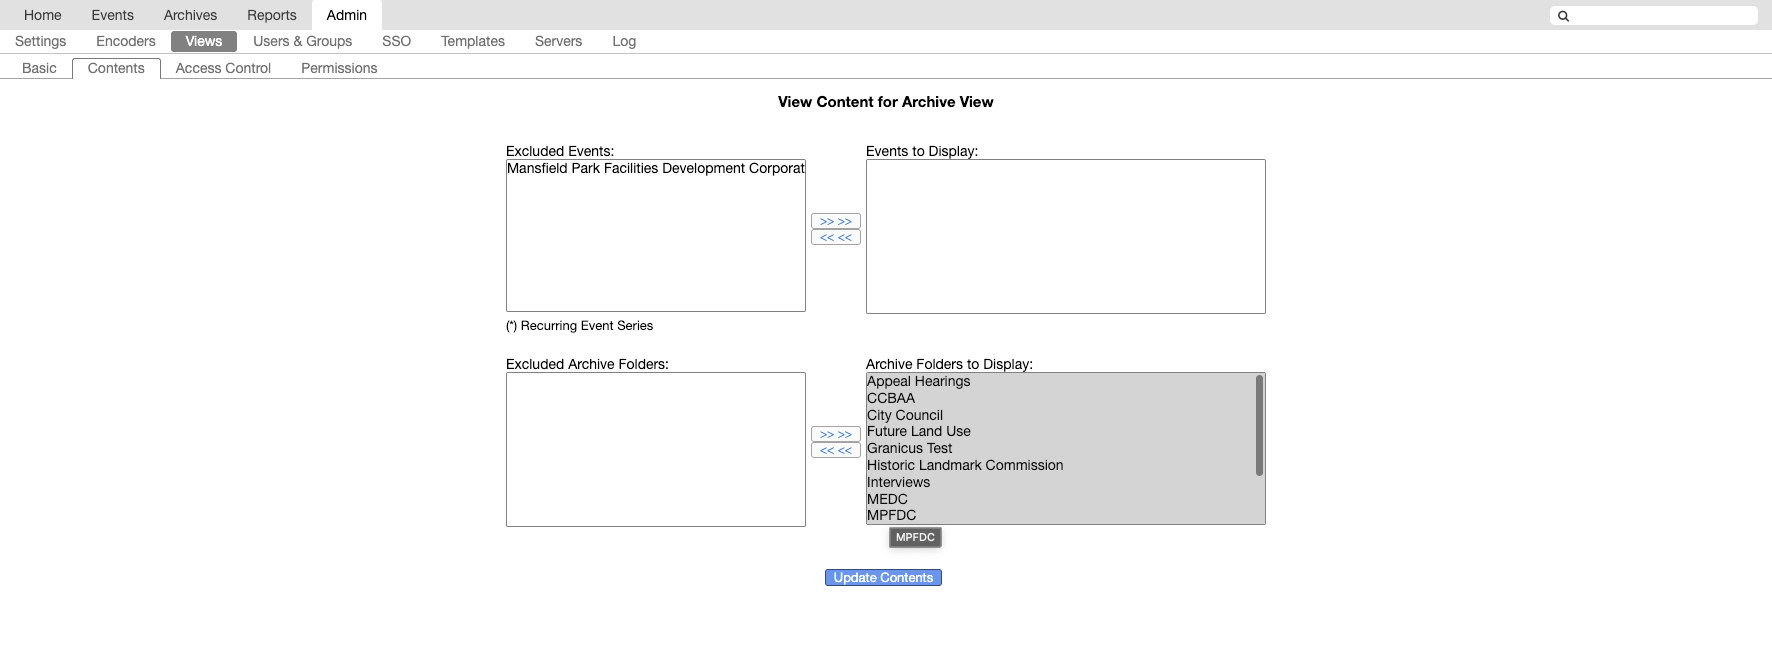 Home Events Archives Reports Admin
Settings Encoders Views Users & Groups SSO Templates Servers Log
Basic Contents Access Control Permissions
View Content for Archive View
Excluded Events:
Mansfield Park Facilities Development Corporat
>> >>
<< <<
Events to Display:
(*) Recurring Event Series
Excluded Archive Folders:
>> >>
<< <<
Archive Folders to Display:
Appeal Hearings
CCBAA
City Council
Future Land Use
Granicus Test
Historic Landmark Commission
Interviews
MEDC
MPFDC
MPFDC
Update Contents